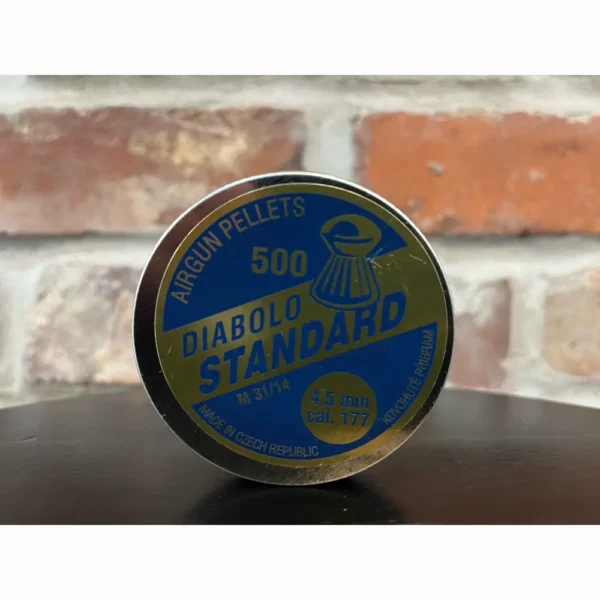 AIRGUN PELLETS
500
DIABOLO
STANDARD
M 31/14
4.5 mm
cal. 177
MADE IN CZECH REPUBLIC
KOVOHUTĚ PŘÍBRAM